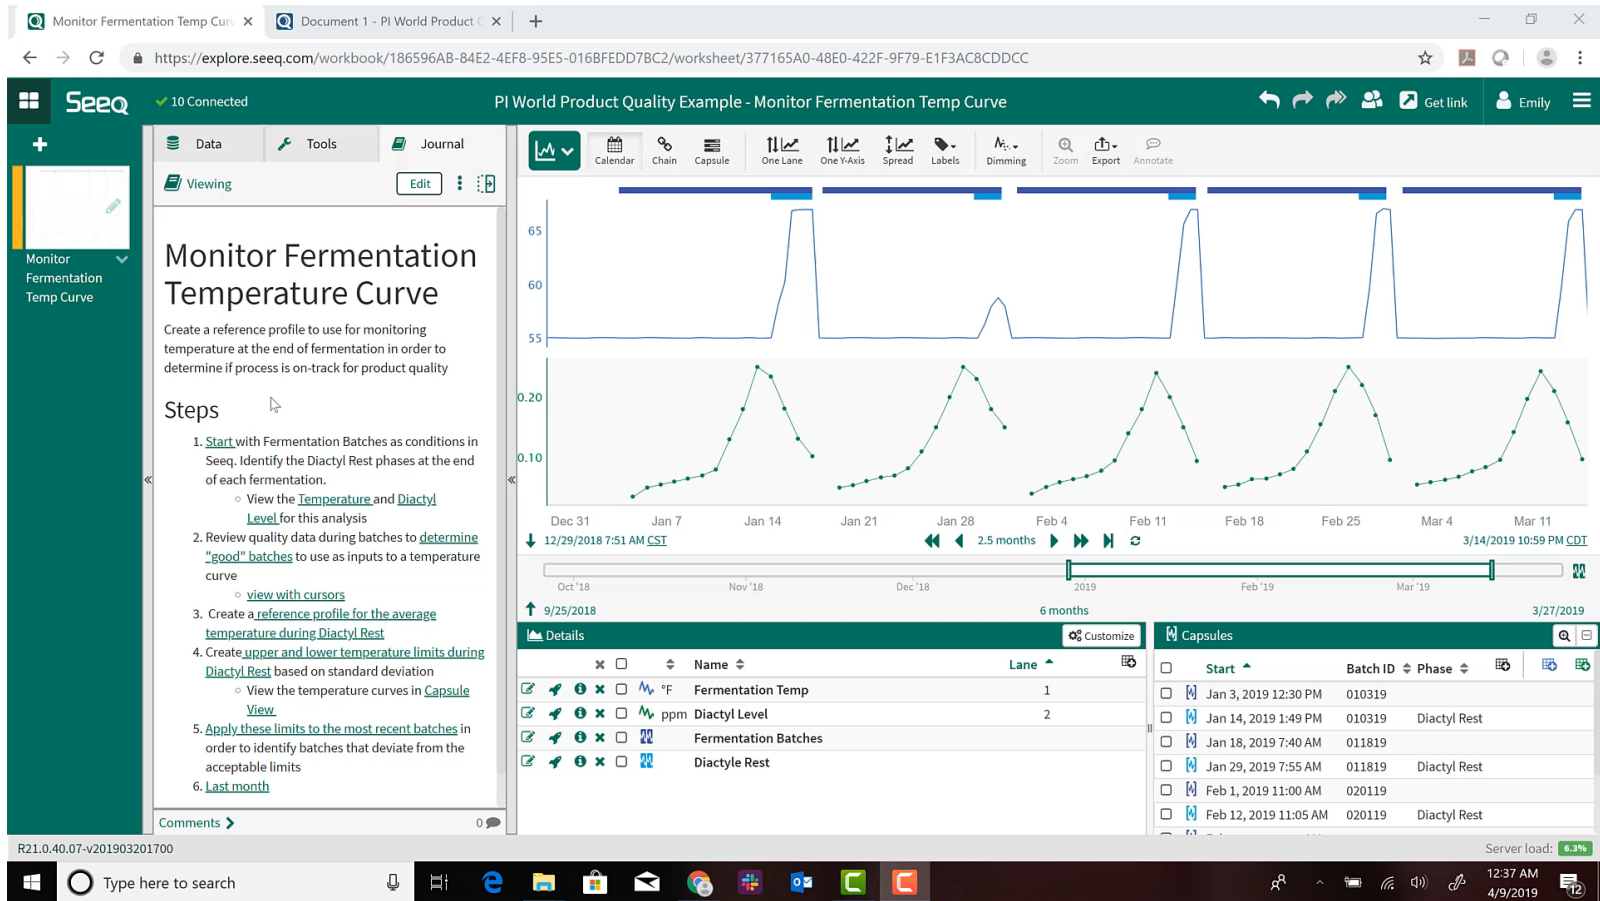 Monitor Fermentation Temp Cur
Document 1 - PI World Product
https://explore.seeq.com/workbook/186596AB-84E2-4EF8-95E5-016BFEDD7BC2/worksheet/377165A0-48E0-422F-9F79-E1F3AC8CDDCC
Seeq
10 Connected
PI World Product Quality Example - Monitor Fermentation Temp Curve
Get link
Emily
Data
Tools
Journal
Calendar
Chain
Capsule
One Lane
One Y-Axis
Spread
Labels
Dimming
Zoom
Export
Annotate
Viewing
Edit
Monitor
Fermentation
Temp Curve
Monitor Fermentation
Temperature Curve
Create a reference profile to use for monitoring
temperature at the end of fermentation in order to
determine if process is on-track for product quality
Steps
1. Start with Fermentation Batches as conditions in
Seeq. Identify the Diactyl Rest phases at the end
of each fermentation.
View the Temperature and Diactyl
Level for this analysis
2. Review quality data during batches to determine
"good" batches to use as inputs to a temperature
curve
view with cursors
3. Create a reference profile for the average
temperature during Diactyl Rest
4. Create upper and lower temperature limits during
Diactyl Rest based on standard deviation
View the temperature curves in Capsule
View
5. Apply these limits to the most recent batches in
order to identify batches that deviate from the
acceptable limits
6. Last month
Comments
0
65
60
55
0.20
0.10
Dec 31
Jan 7
Jan 14
Jan 21
Jan 28
Feb 4
Feb 11
Feb 18
Feb 25
Mar 4
Mar 11
12/29/2018 7:51 AM CST
2.5 months
3/14/2019 10:59 PM CDT
Oct '18
Nov '18
Dec '18
2019
Feb '19
Mar '19
9/25/2018
6 months
3/27/2019
Details
Customize
Name
Lane
°F Fermentation Temp 1
ppm Diactyl Level 2
Fermentation Batches
Diactyle Rest
Capsules
Start
Batch ID
Phase
Jan 3, 2019 12:30 PM 010319
Jan 14, 2019 1:49 PM 010319 Diactyl Rest
Jan 18, 2019 7:40 AM 011819
Jan 29, 2019 7:55 AM 011819 Diactyl Rest
Feb 1, 2019 11:00 AM 020119
Feb 12, 2019 11:05 AM 020119 Diactyl Rest
R21.0.40.07-v201903201700
Server load: 6.3%
Type here to search
12:37 AM
4/9/2019
12